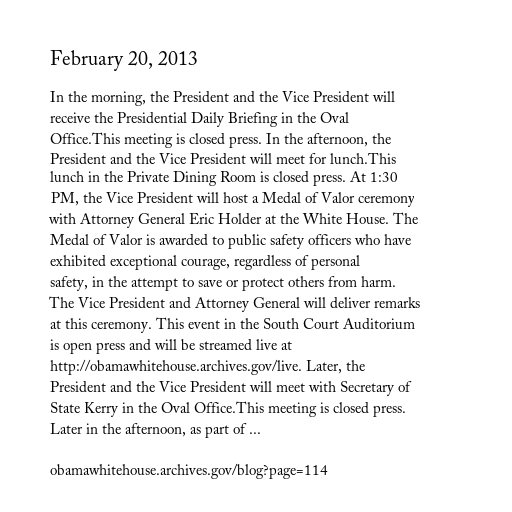 February 20, 2013
In the morning, the President and the Vice President will
receive the Presidential Daily Briefing in the Oval
Office.This meeting is closed press. In the afternoon, the
President and the Vice President will meet for lunch.This
lunch in the Private Dining Room is closed press. At 1:30
PM, the Vice President will host a Medal of Valor ceremony
with Attorney General Eric Holder at the White House. The
Medal of Valor is awarded to public safety officers who have
exhibited exceptional courage, regardless of personal
safety, in the attempt to save or protect others from harm.
The Vice President and Attorney General will deliver remarks
at this ceremony. This event in the South Court Auditorium
is open press and will be streamed live at
http://obamawhitehouse.archives.gov/live. Later, the
President and the Vice President will meet with Secretary of
State Kerry in the Oval Office.This meeting is closed press.
Later in the afternoon, as part of ...
obamawhitehouse.archives.gov/blog?page=114